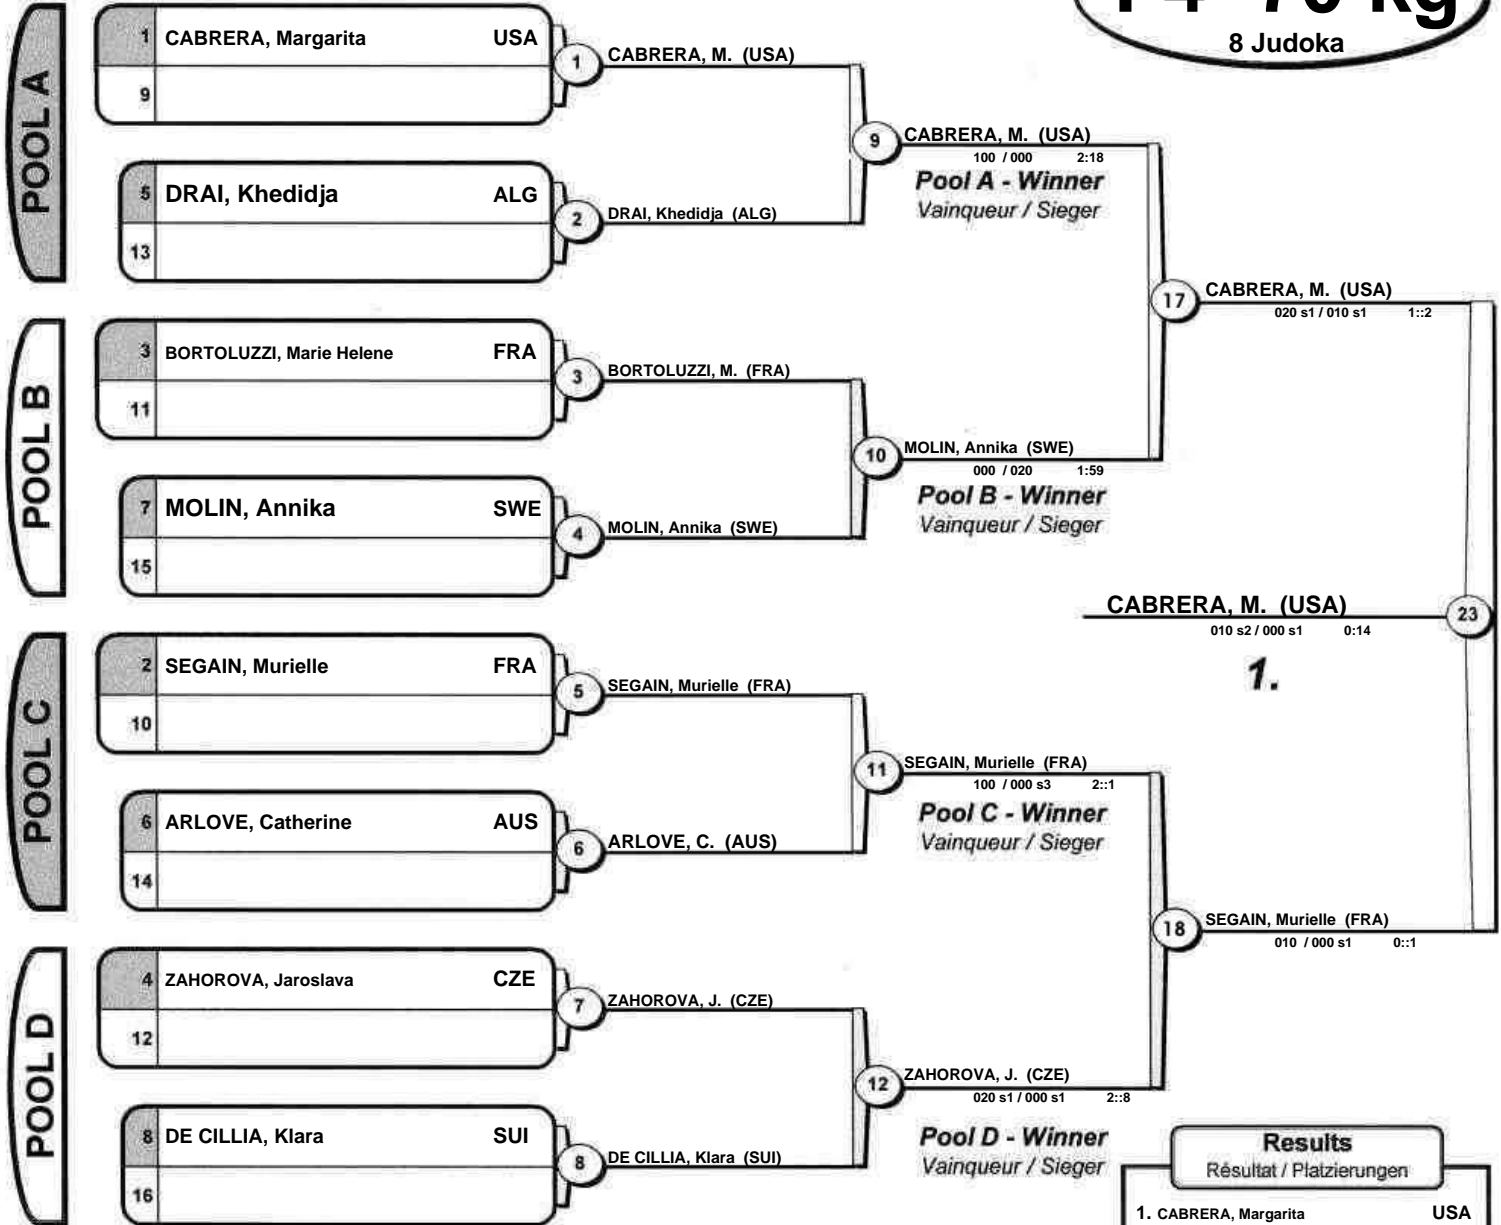 8 Judoka
POOL A
1 CABRERA, Margarita USA
9
1
CABRERA, M. (USA)
5 DRAI, Khedidja ALG
13
2
DRAI, Khedidja (ALG)
9
CABRERA, M. (USA)
100 / 000 2:18
Pool A - Winner
Vainqueur / Sieger
POOL B
3 BORTOLUZZI, Marie Helene FRA
11
3
BORTOLUZZI, M. (FRA)
7 MOLIN, Annika SWE
15
4
MOLIN, Annika (SWE)
10
MOLIN, Annika (SWE)
000 / 020 1:59
Pool B - Winner
Vainqueur / Sieger
17
CABRERA, M. (USA)
020 s1 / 010 s1 1::2
CABRERA, M. (USA)
010 s2 / 000 s1 0:14
23
1.
POOL C
2 SEGAIN, Murielle FRA
10
5
SEGAIN, Murielle (FRA)
6 ARLOVE, Catherine AUS
14
6
ARLOVE, C. (AUS)
11
SEGAIN, Murielle (FRA)
100 / 000 s3 2::1
Pool C - Winner
Vainqueur / Sieger
18
SEGAIN, Murielle (FRA)
010 / 000 s1 0::1
POOL D
4 ZAHOROVA, Jaroslava CZE
12
7
ZAHOROVA, J. (CZE)
8 DE CILLIA, Klara SUI
16
8
DE CILLIA, Klara (SUI)
12
ZAHOROVA, J. (CZE)
020 s1 / 000 s1 2::8
Pool D - Winner
Vainqueur / Sieger
Results
Résultat / Platzierungen
1. CABRERA, Margarita USA